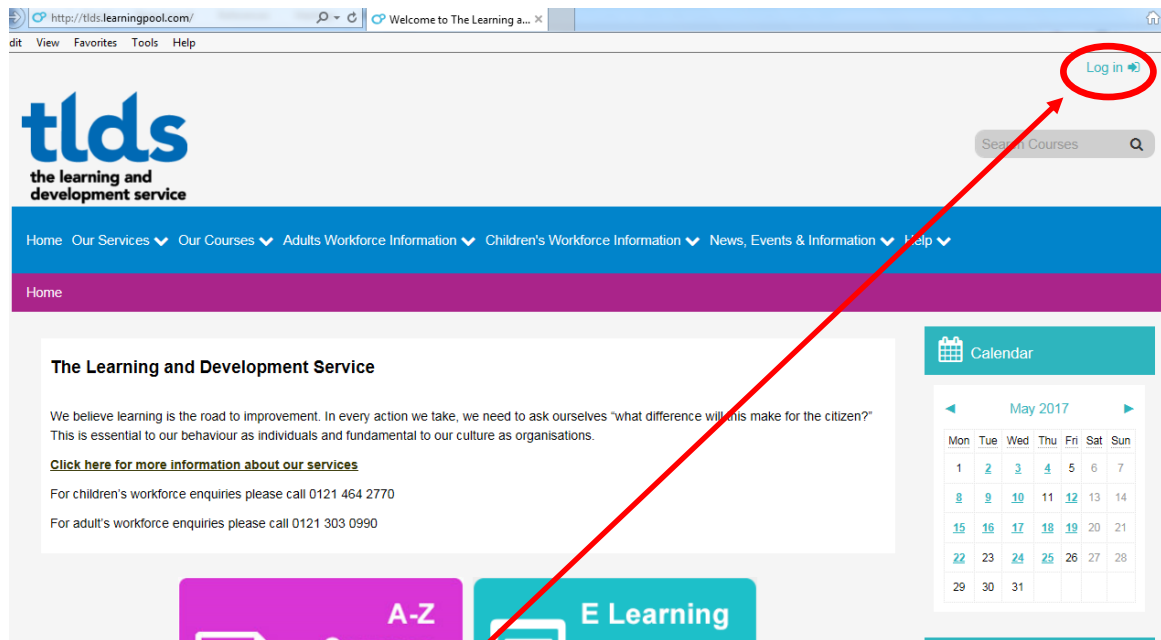 http://tlds.learningpool.com/
Welcome to The Learning a...
dit View Favorites Tools Help
Log in
tlds
the learning and
development service
Search Courses
Home Our Services Our Courses Adults Workforce Information Children's Workforce Information News, Events & Information Help
Home
The Learning and Development Service
We believe learning is the road to improvement. In every action we take, we need to ask ourselves “what difference will this make for the citizen?”
This is essential to our behaviour as individuals and fundamental to our culture as organisations.
Click here for more information about our services
For children's workforce enquiries please call 0121 464 2770
For adult's workforce enquiries please call 0121 303 0990
A-Z
E Learning
Calendar
May 2017
Mon Tue Wed Thu Fri Sat Sun
1 2 3 4 5 6 7
8 9 10 11 12 13 14
15 16 17 18 19 20 21
22 23 24 25 26 27 28
29 30 31